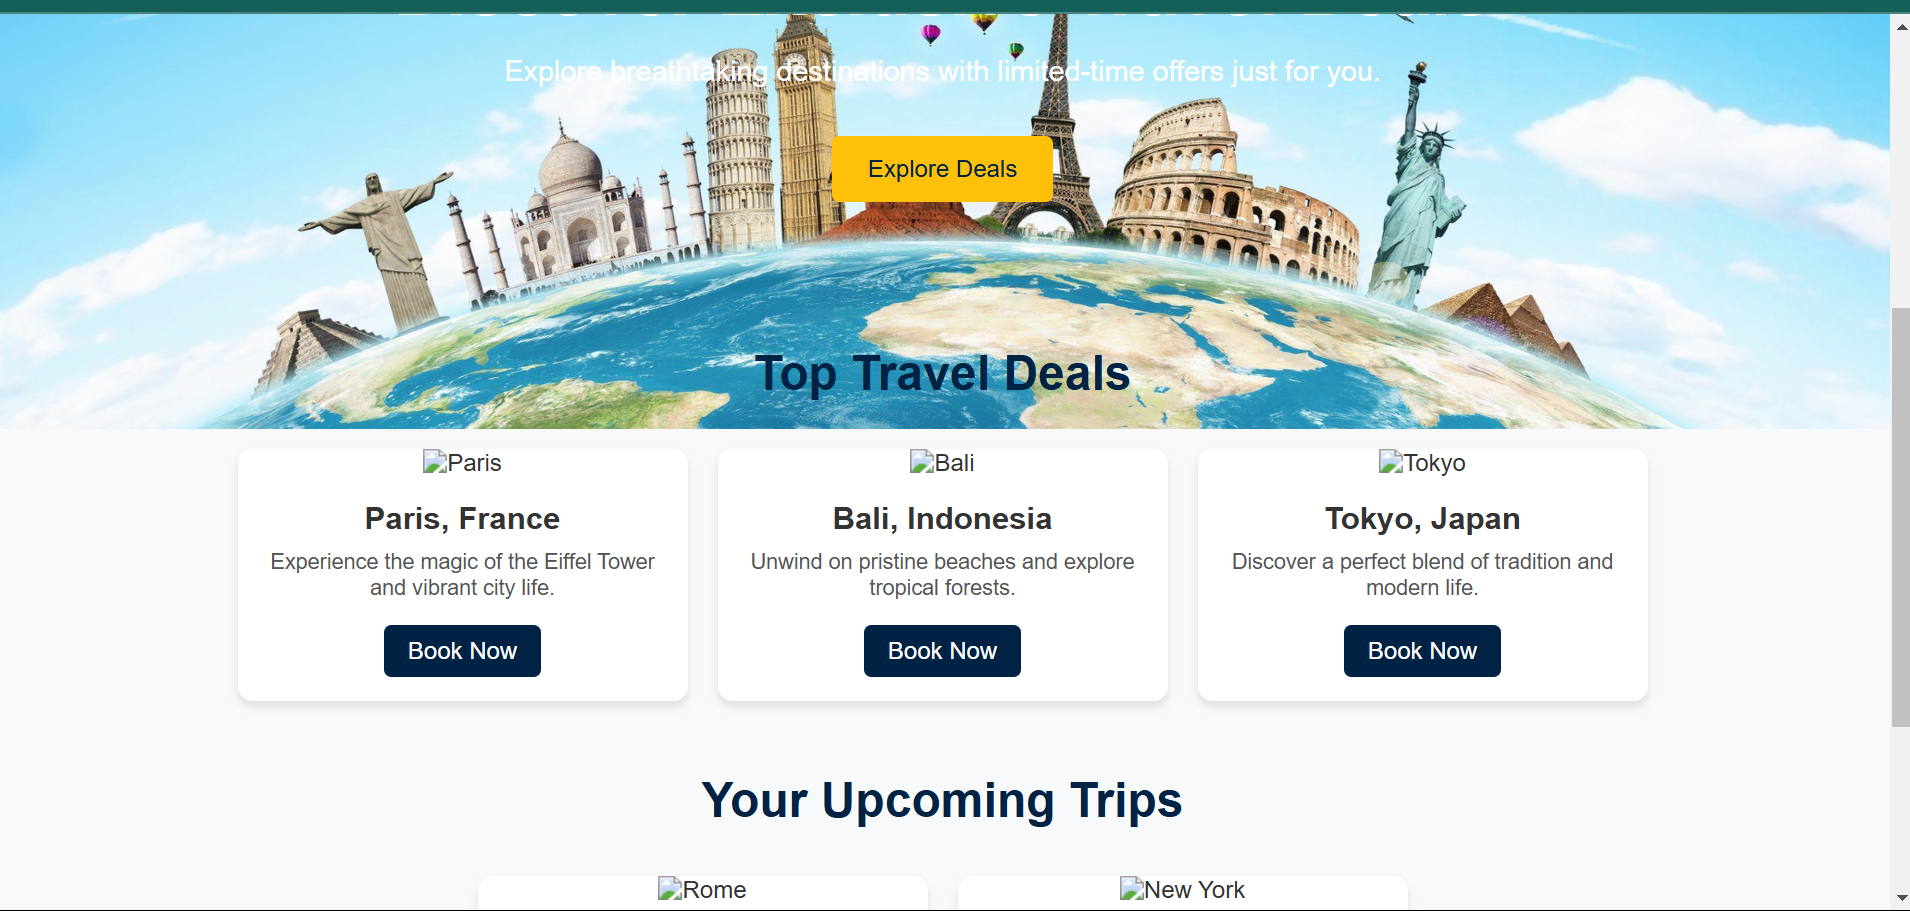 Explore breathtaking destinations with limited-time offers just for you.
Explore Deals
Top Travel Deals
Paris
Bali
Tokyo
Paris, France
Bali, Indonesia
Tokyo, Japan
Experience the magic of the Eiffel Tower
and vibrant city life.
Unwind on pristine beaches and explore
tropical forests.
Discover a perfect blend of tradition and
modern life.
Book Now
Book Now
Book Now
Your Upcoming Trips
Rome
New York